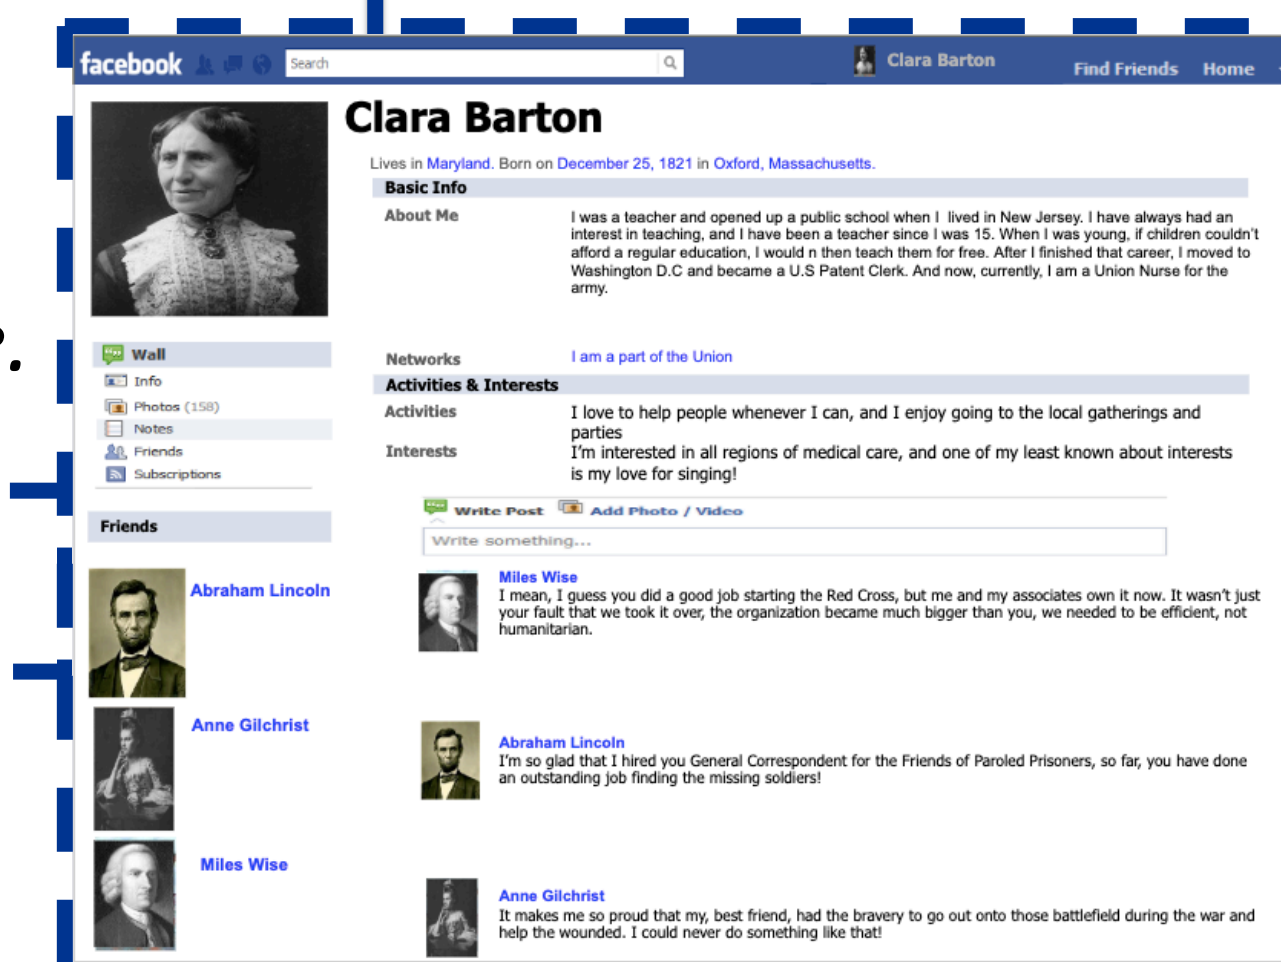 facebook
Search
Clara Barton
Find Friends Home
Clara Barton
Lives in Maryland. Born on December 25, 1821 in Oxford, Massachusetts.
Basic Info
About Me
I was a teacher and opened up a public school when I lived in New Jersey. I have always had an
interest in teaching, and I have been a teacher since I was 15. When I was young, if children couldn't
afford a regular education, I would n then teach them for free. After I finished that career, I moved to
Washington D.C and became a U.S Patent Clerk. And now, currently, I am a Union Nurse for the
army.
Networks
I am a part of the Union
Activities & Interests
Activities
I love to help people whenever I can, and I enjoy going to the local gatherings and
parties
Interests
I'm interested in all regions of medical care, and one of my least known about interests
is my love for singing!
Wall
Info
Photos (158)
Notes
Friends
Subscriptions
Friends
Abraham Lincoln
Anne Gilchrist
Miles Wise
Write Post Add Photo / Video
Write something...
Miles Wise
I mean, I guess you did a good job starting the Red Cross, but me and my associates own it now. It wasn't just
your fault that we took it over, the organization became much bigger than you, we needed to be efficient, not
humanitarian.
Abraham Lincoln
I'm so glad that I hired you General Correspondent for the Friends of Paroled Prisoners, so far, you have done
an outstanding job finding the missing soldiers!
Anne Gilchrist
It makes me so proud that my, best friend, had the bravery to go out onto those battlefield during the war and
help the wounded. I could never do something like that!